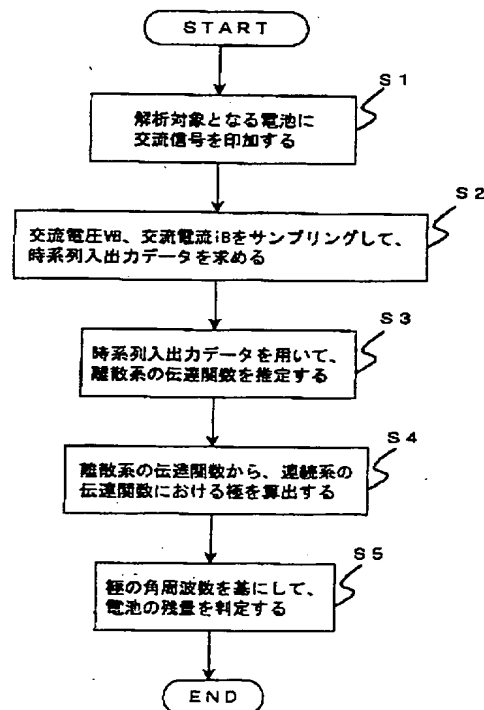 START
S1
解析対象となる電池に
交流信号を印加する
S2
交流電圧VB、交流電流iBをサンプリングして、
時系列入出力データを求める
S3
時系列入出力データを用いて、
離散系の伝達関数を推定する
S4
離散系の伝達関数から、連続系の
伝達関数における極を算出する
S5
極の角周波数を基にして、
電池の残量を判定する
END